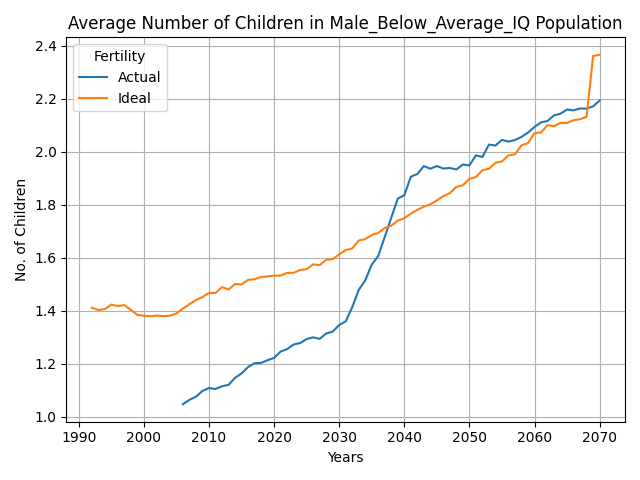 Average Number of Children in Male_Below_Average_IQ Population
Fertility
Actual
Ideal
No. of Children
2.4
2.2
2.0
1.8
1.6
1.4
1.2
1.0
1990 2000 2010 2020 2030 2040 2050 2060 2070
Years